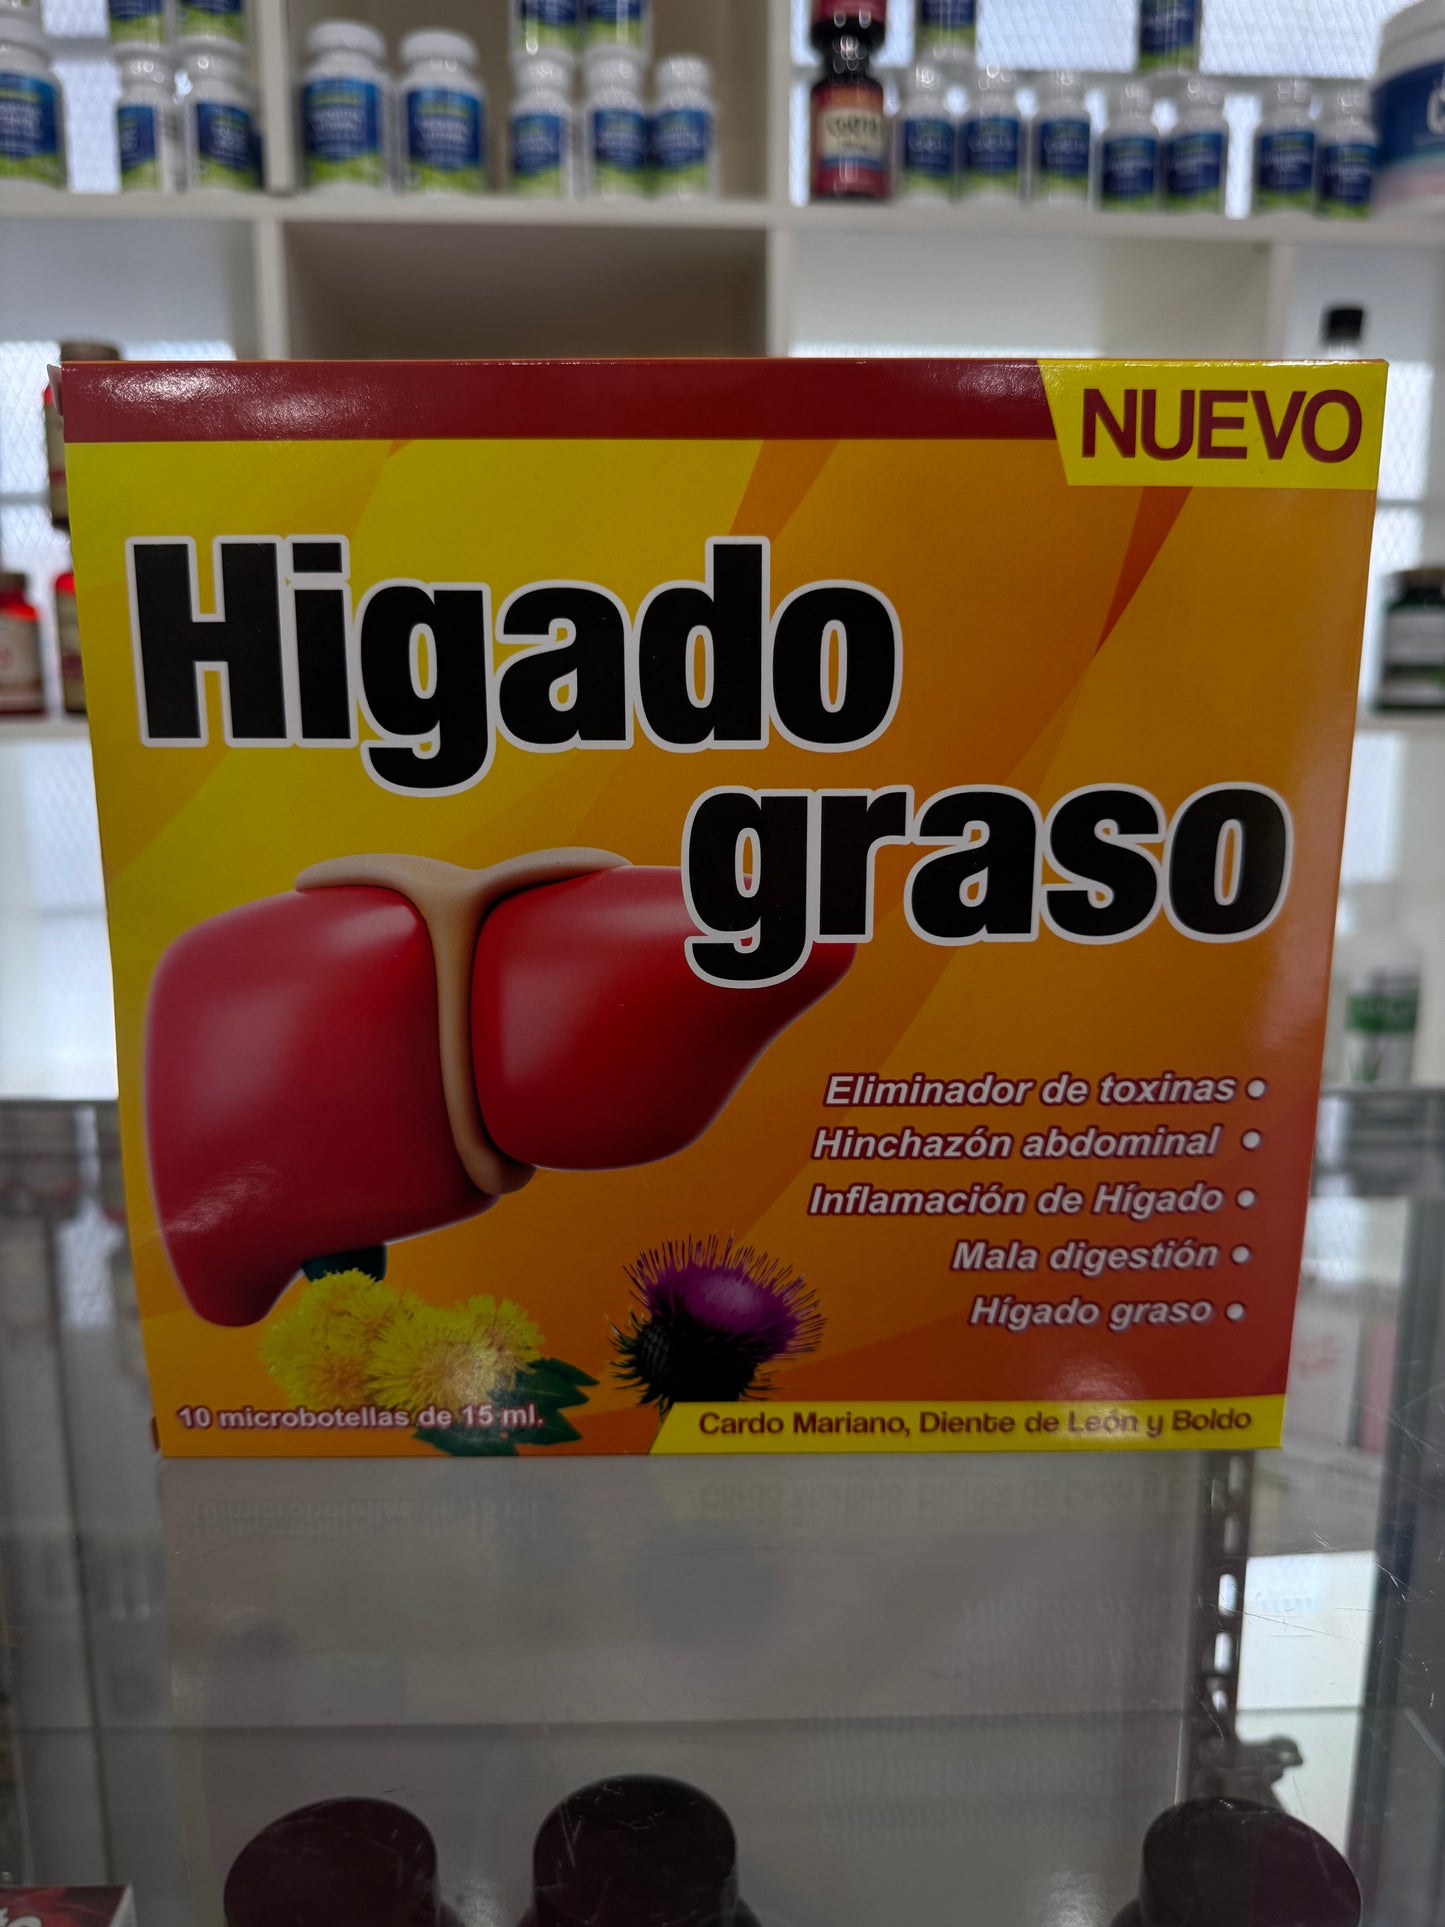 NUEVO
Higado
graso
Eliminador de toxinas •
Hinchazón abdominal •
Inflamación de Hígado •
Mala digestión •
Hígado graso •
10 microbotellas de 15 ml.
Cardo Mariano, Diente de León y Boldo